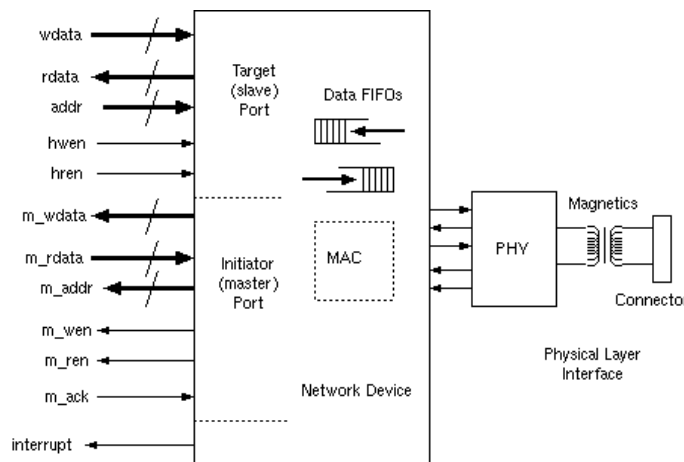 wdata
rdata
addr
hwen
hren
m_wdata
m_rdata
m_addr
m_wen
m_ren
m_ack
interrupt
Target
(slave)
Port
Initiator
(master)
Port
Data FIFOs
MAC
Network Device
PHY
Magnetics
Connecto
Physical Layer
Interface